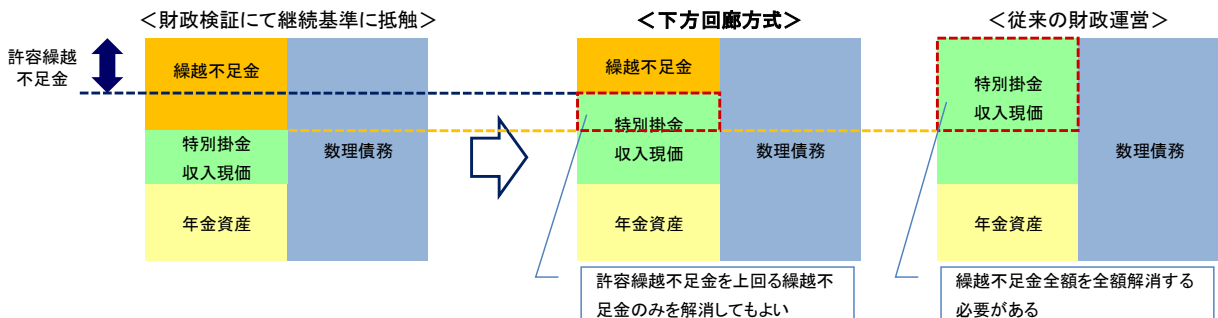 ＜財政検証にて継続基準に抵触＞
＜下方回廊方式＞
＜従来の財政運営＞
許容繰越
不足金
繰越不足金
特別掛金
収入現価
年金資産
数理債務
繰越不足金
特別掛金
収入現価
年金資産
数理債務
特別掛金
収入現価
年金資産
数理債務
許容繰越不足金を上回る繰越不
足金のみを解消してもよい
繰越不足金全額を全額解消する
必要がある